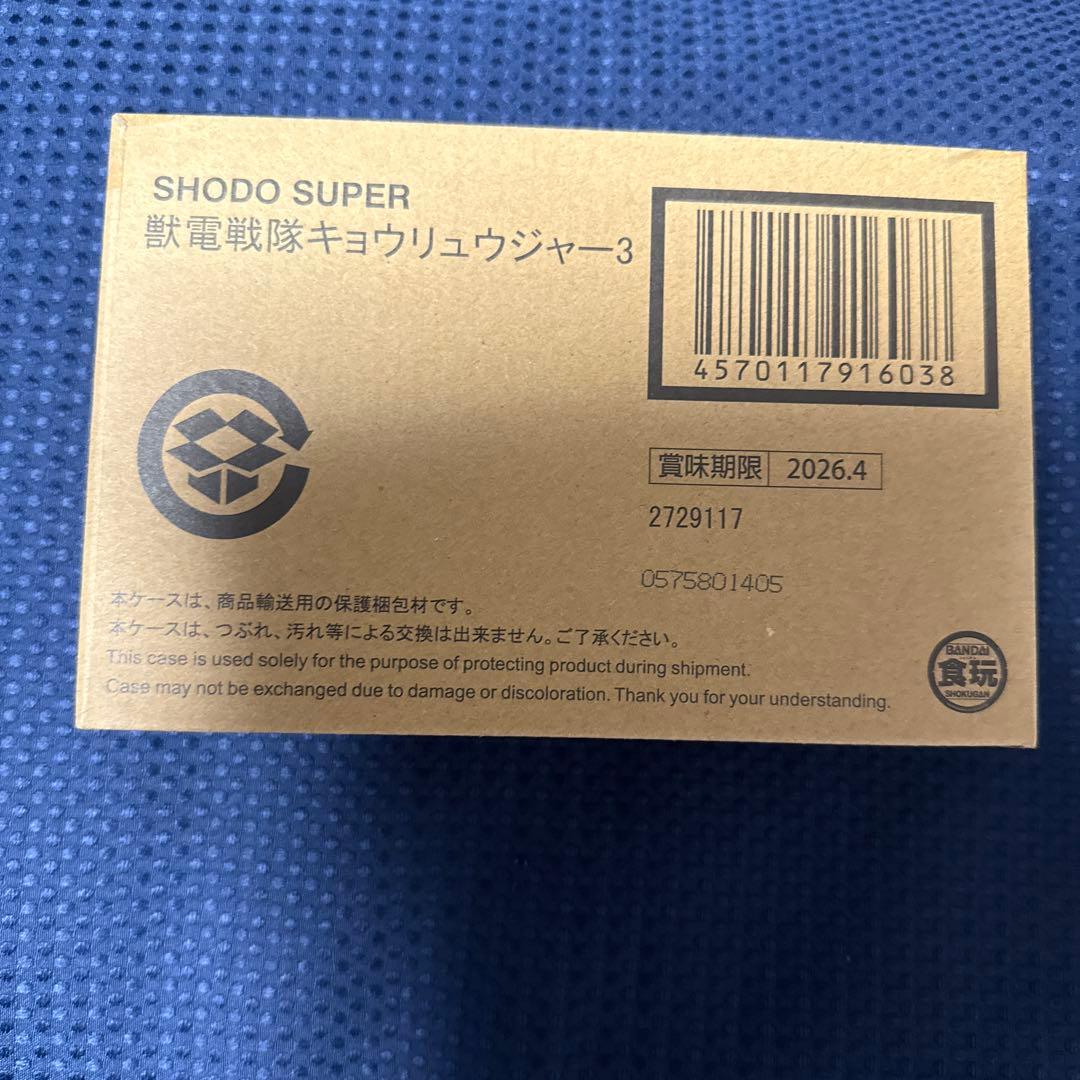 SHODO SUPER
獣電戦隊キョウリュウジャー3
4570117916038
賞味期限 2026.4
2729117
0575801405
本ケースは、商品輸送用の保護梱包材です。
本ケースは、つぶれ、汚れ等による交換は出来ません。ご了承ください。
This case is used solely for the purpose of protecting product during shipment.
Case may not be exchanged due to damage or discoloration. Thank you for your understanding.
BANDAI
食玩
SHOKUGAN